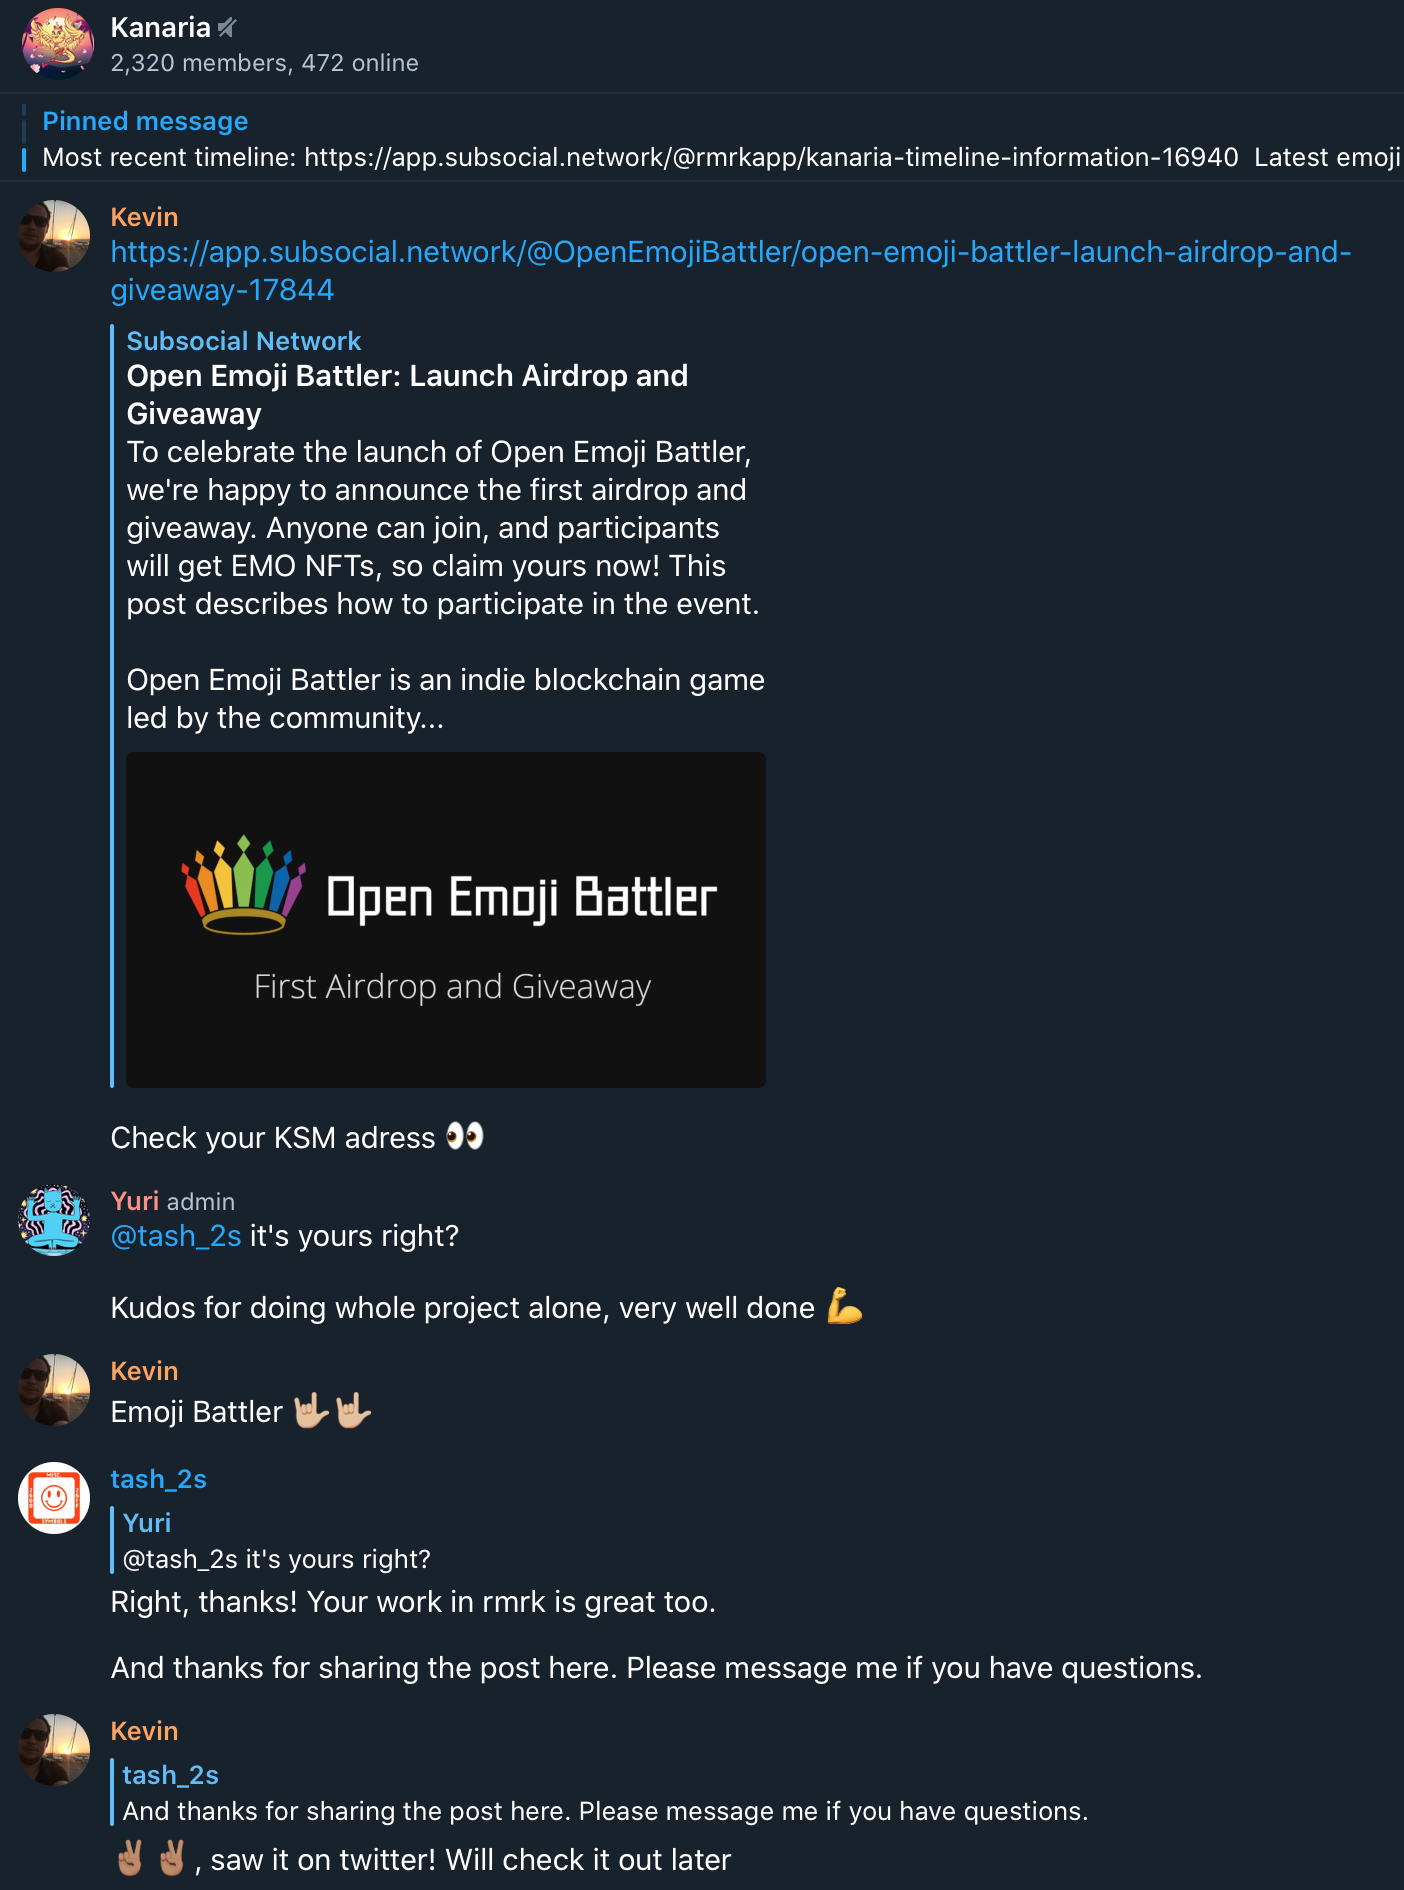 Kanaria
2,320 members, 472 online
Pinned message
Most recent timeline: https://app.subsocial.network/@rmrkapp/kanaria-timeline-information-16940  Latest emoji
Kevin
https://app.subsocial.network/@OpenEmojiBattler/open-emoji-battler-launch-airdrop-and-
giveaway-17844
Subsocial Network
Open Emoji Battler: Launch Airdrop and
Giveaway
To celebrate the launch of Open Emoji Battler,
we're happy to announce the first airdrop and
giveaway. Anyone can join, and participants
will get EMO NFTs, so claim yours now! This
post describes how to participate in the event.
Open Emoji Battler is an indie blockchain game
led by the community...
Open Emoji Battler
First Airdrop and Giveaway
Check your KSM adress 👀
Yuri admin
@tash_2s it's yours right?
Kudos for doing whole project alone, very well done 💪
Kevin
Emoji Battler 🤟🏼🤟🏼
MISC.
SYMBOLS
tash_2s
Yuri
@tash_2s it's yours right?
Right, thanks! Your work in rmrk is great too.
And thanks for sharing the post here. Please message me if you have questions.
Kevin
tash_2s
And thanks for sharing the post here. Please message me if you have questions.
✌🏽✌🏽, saw it on twitter! Will check it out later